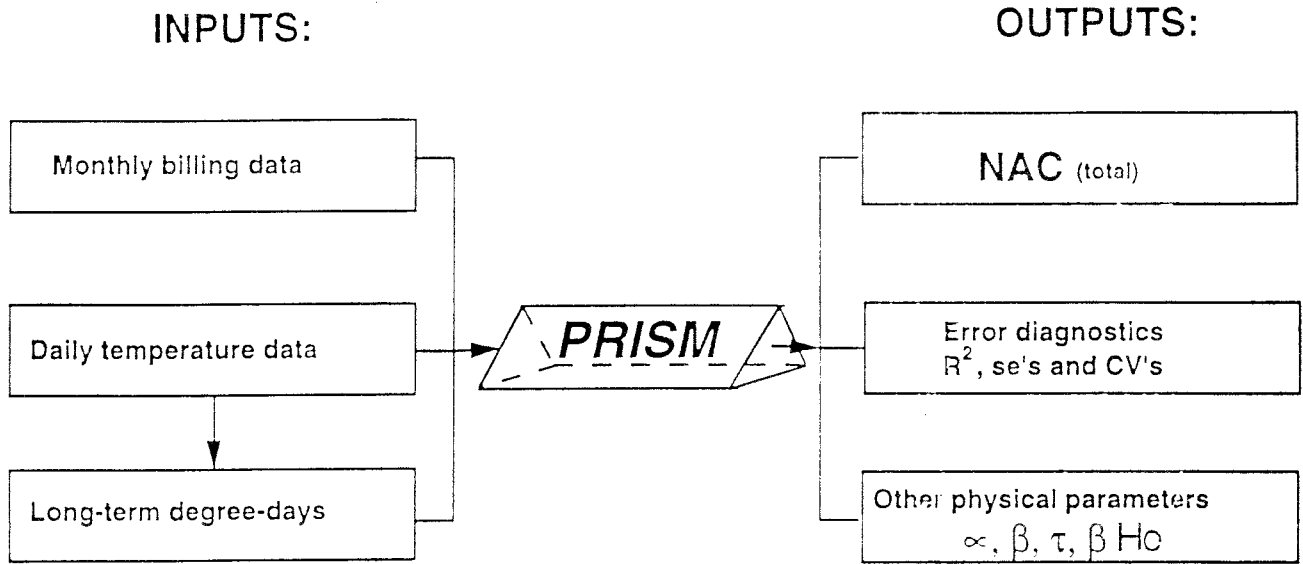 INPUTS:
OUTPUTS:
Monthly billing data
NAC (total)
Daily temperature data
PRISM
Error diagnostics
R², se's and CV's
Long-term degree-days
Other physical parameters
∝, β, τ, β Ho